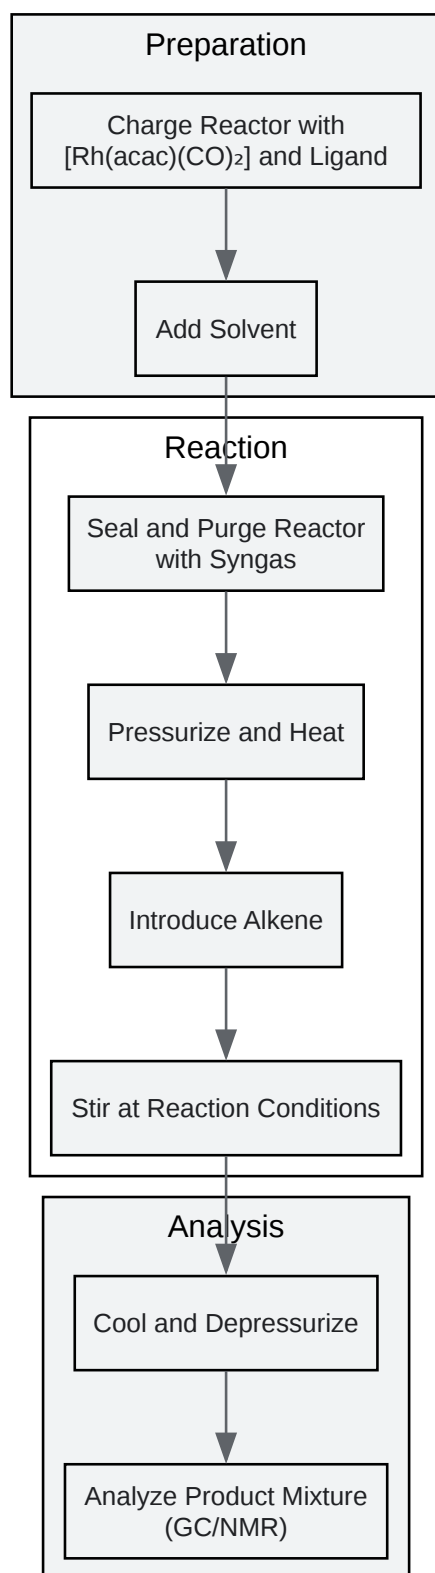 Preparation
Charge Reactor with
[Rh(acac)(CO)₂] and Ligand
Add Solvent
Reaction
Seal and Purge Reactor
with Syngas
Pressurize and Heat
Introduce Alkene
Stir at Reaction Conditions
Analysis
Cool and Depressurize
Analyze Product Mixture
(GC/NMR)